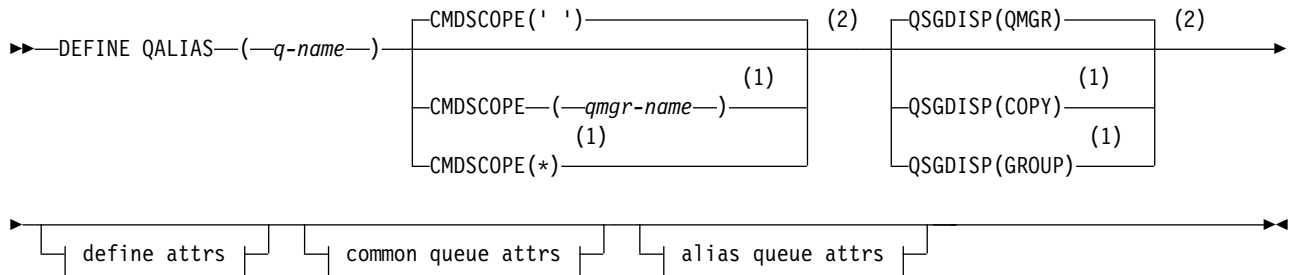 CMDSCOPE(' ') (2) QSGDISP(QMGR) (2)
DEFINE QALIAS ( q-name )
(1) (1)
CMDSCOPE ( qmgr-name ) QSGDISP(COPY)
(1) (1)
CMDSCOPE(*) QSGDISP(GROUP)
define attrs common queue attrs alias queue attrs